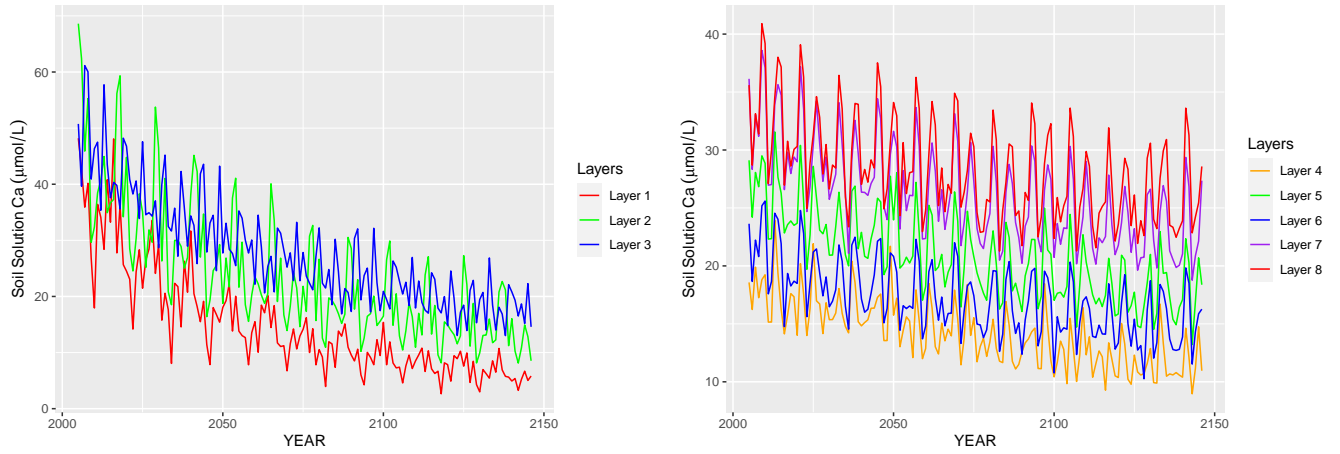 Soil Solution Ca (μmol/L)
60
40
20
0
2000
2050
2100
2150
YEAR
Layers
Layer 1
Layer 2
Layer 3
Soil Solution Ca (μmol/L)
40
30
20
10
2000
2050
2100
2150
YEAR
Layers
Layer 4
Layer 5
Layer 6
Layer 7
Layer 8